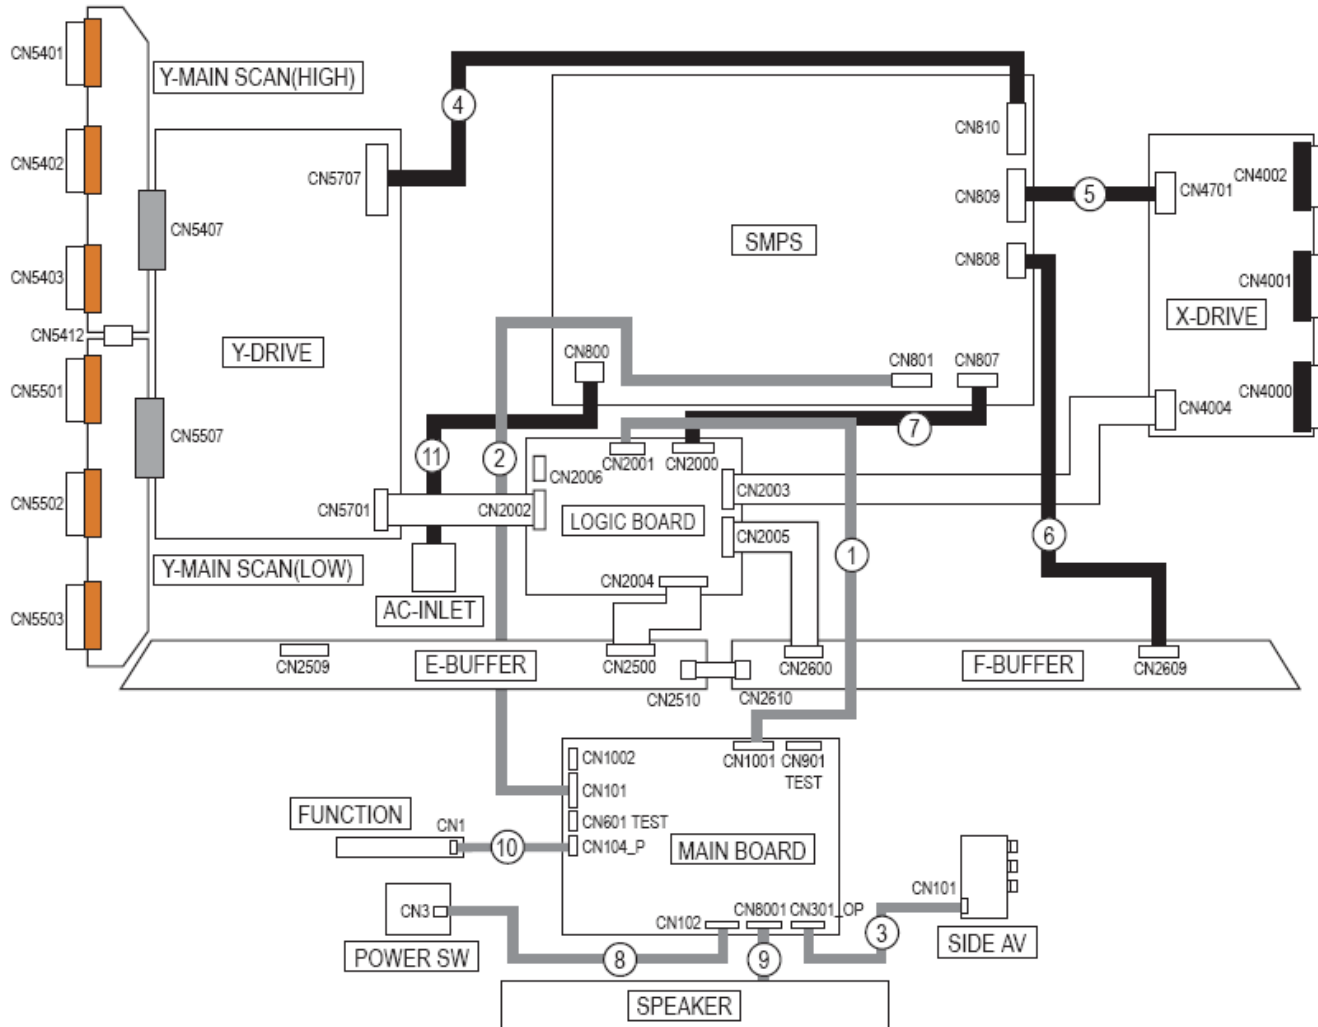 CN5401
Y-MAIN SCAN(HIGH)
4
CN810
CN5402
CN5707
CN4002
CN809
5
CN4701
CN5407
SMPS
CN808
CN5403
CN4001
X-DRIVE
CN5412
Y-DRIVE
CN800
CN801
CN807
CN5501
CN4000
CN4004
CN5507
7
11
2
CN2001
CN2000
CN2006
CN2003
CN5502
CN5701
CN2002
LOGIC BOARD
CN2005
6
1
Y-MAIN SCAN(LOW)
CN2004
AC-INLET
CN5503
CN2509
E-BUFFER
CN2500
CN2600
F-BUFFER
CN2609
CN2510
CN2610
CN1002
CN1001
CN901
TEST
CN101
FUNCTION
CN1
CN601 TEST
10
CN104_P
MAIN BOARD
CN101
CN3
CN102
CN8001
CN301_OP
3
SIDE AV
POWER SW
8
9
SPEAKER